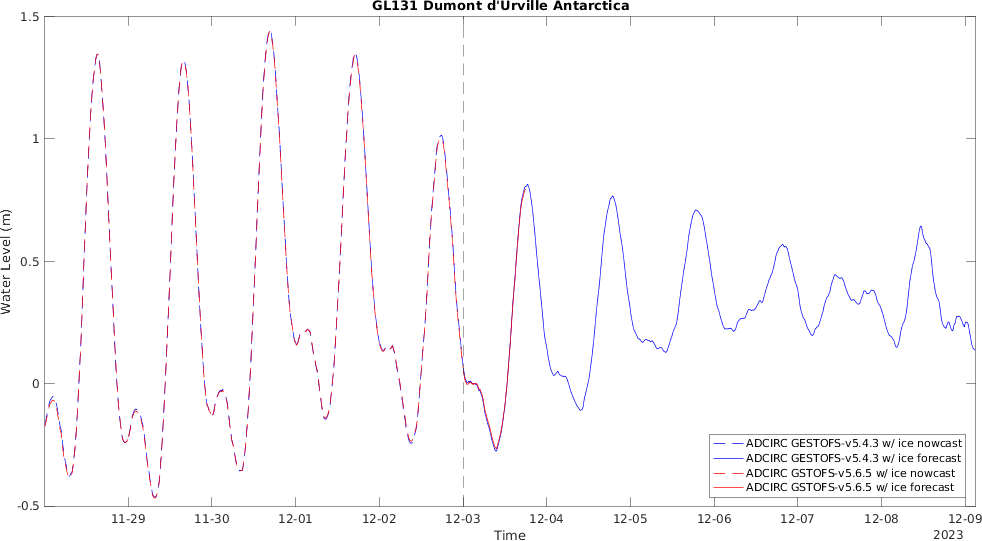 GL131 Dumont d'Urville Antarctica
1.5
1
0.5
0
-0.5
Water Level (m)
11-29 11-30 12-01 12-02 12-03 12-04 12-05 12-06 12-07 12-08 12-09
2023
Time
ADCIRC GESTOFS-v5.4.3 w/ ice nowcast
ADCIRC GESTOFS-v5.4.3 w/ ice forecast
ADCIRC GSTOFS-v5.6.5 w/ ice nowcast
ADCIRC GSTOFS-v5.6.5 w/ ice forecast